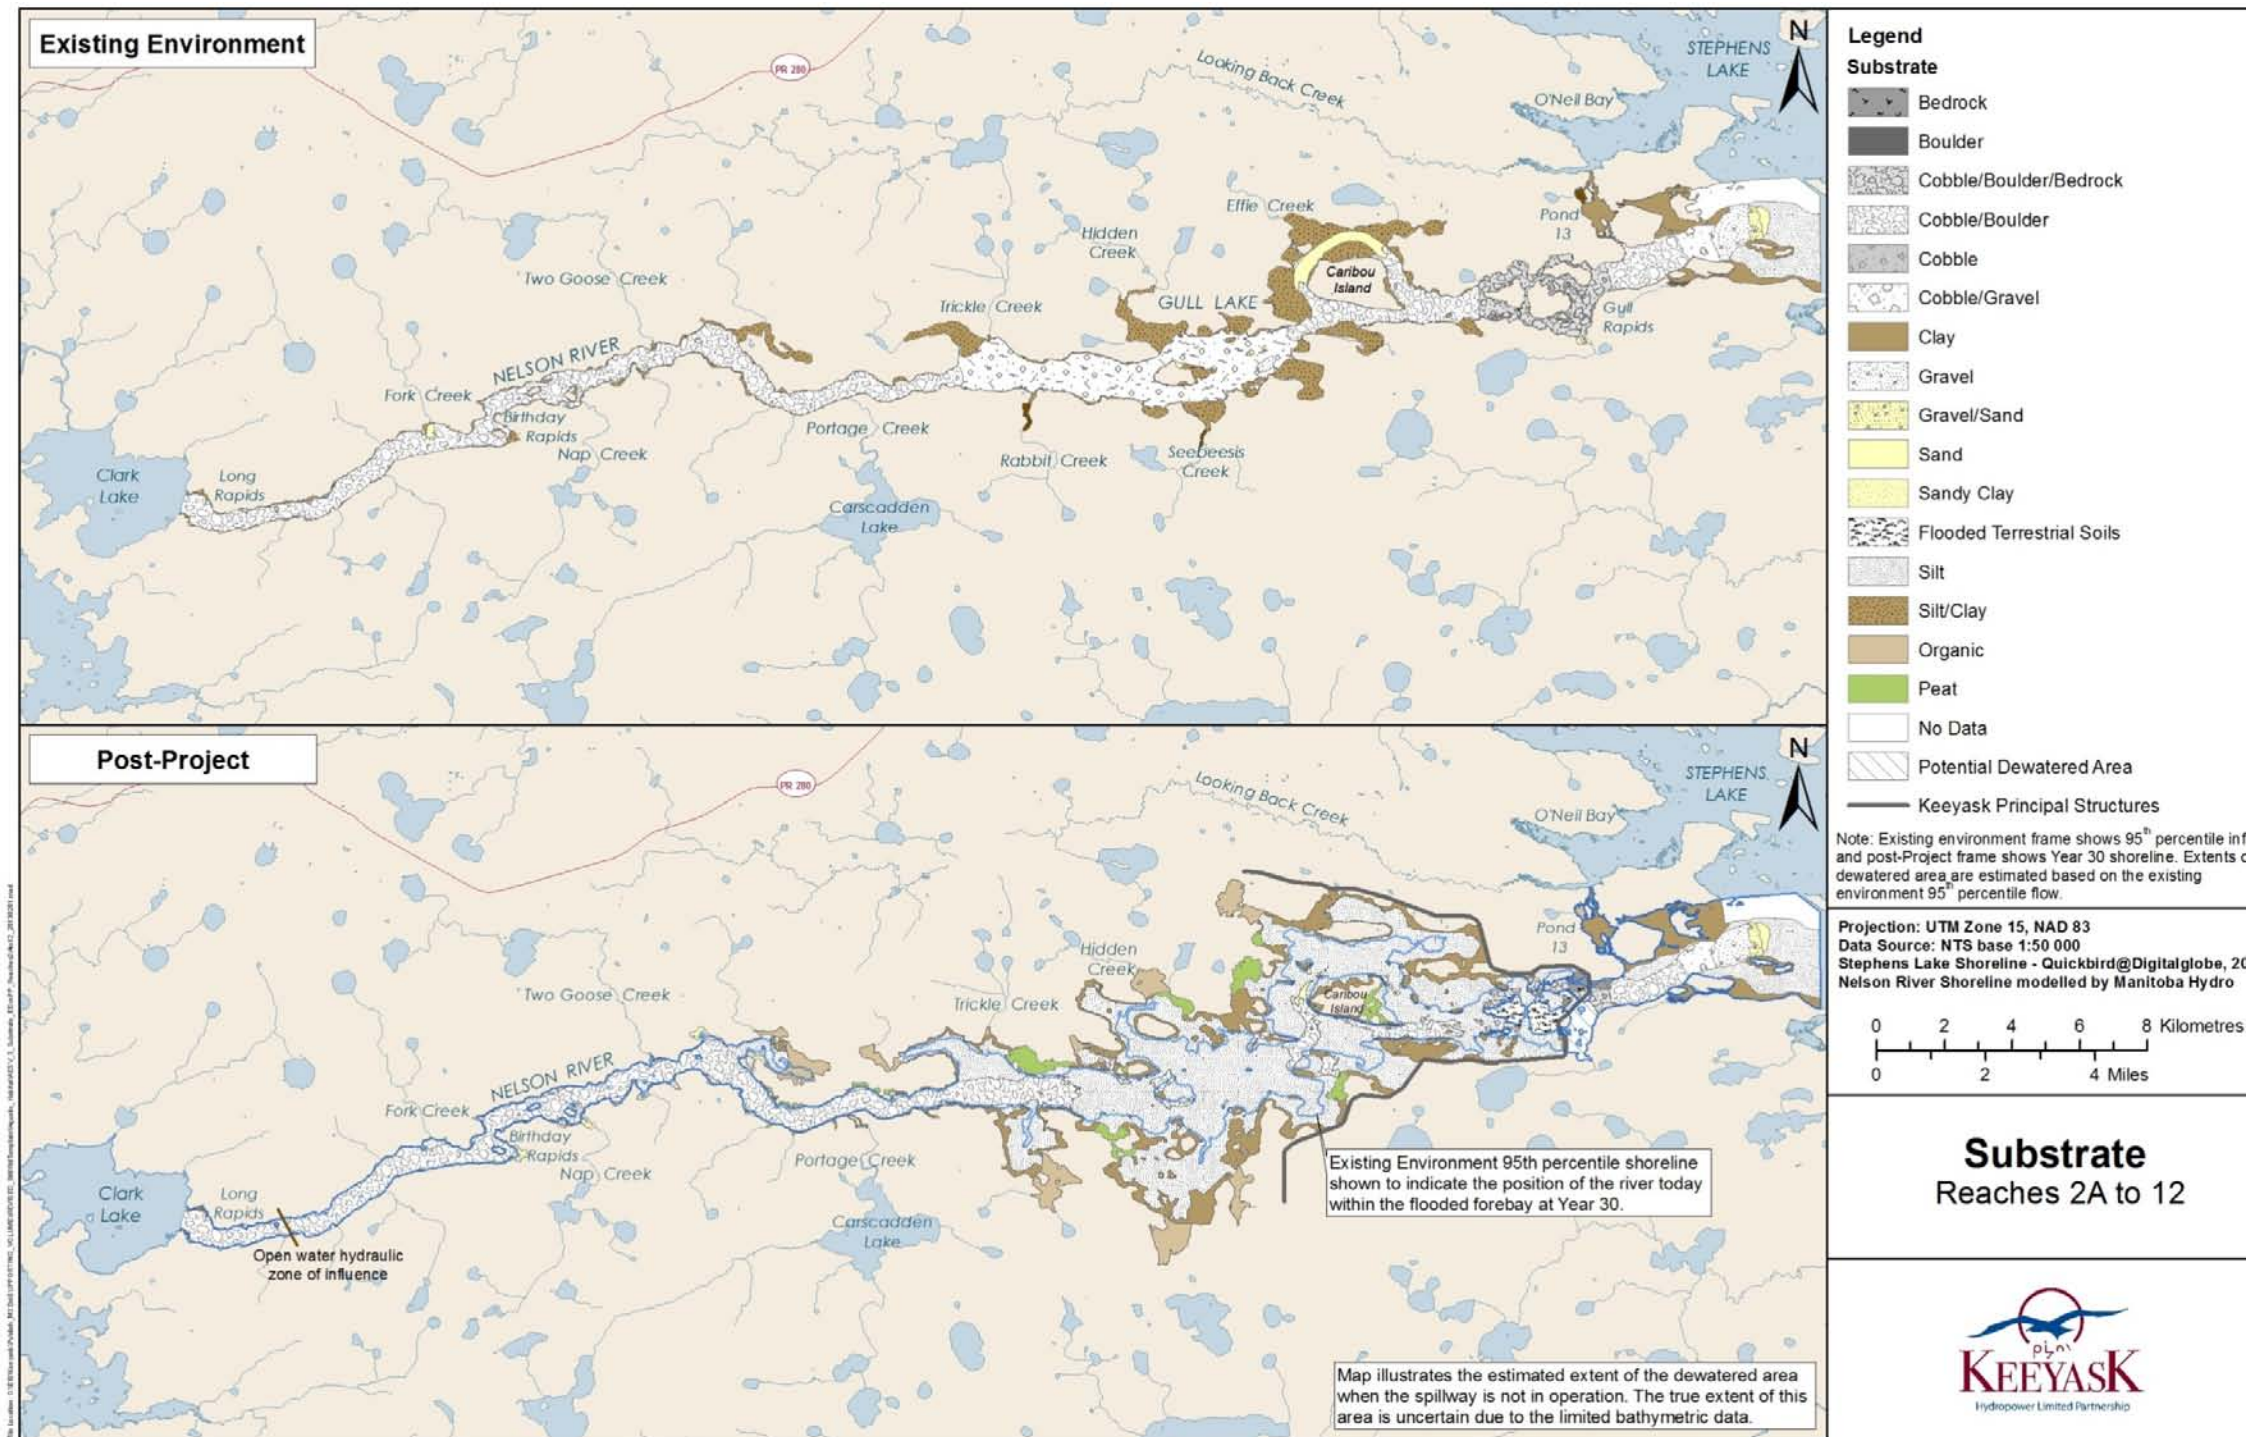 Existing Environment
PR 280
Looking Back Creek
STEPHENS
LAKE
N
O'Neil Bay
Effie Creek
Pond
13
Hidden
Creek
Two Goose Creek
Caribou
Island
GULL LAKE
Trickle Creek
Gull
Rapids
NELSON RIVER
Fork Creek
Birthday
Rapids
Nap Creek
Portage Creek
Rabbit Creek
Seebeesis
Creek
Clark
Lake
Long
Rapids
Carscadden
Lake
Post-Project
PR 280
Looking Back Creek
STEPHENS
LAKE
N
O'Neil Bay
Pond
13
Hidden
Creek
Two Goose Creek
Trickle Creek
Caribou
Island
NELSON RIVER
Fork Creek
Birthday
Rapids
Nap Creek
Portage Creek
Clark
Lake
Long
Rapids
Carscadden
Lake
Open water hydraulic
zone of influence
Existing Environment 95th percentile shoreline
shown to indicate the position of the river today
within the flooded forebay at Year 30.
Map illustrates the estimated extent of the dewatered area
when the spillway is not in operation. The true extent of this
area is uncertain due to the limited bathymetric data.
Legend
Substrate
Bedrock
Boulder
Cobble/Boulder/Bedrock
Cobble/Boulder
Cobble
Cobble/Gravel
Clay
Gravel
Gravel/Sand
Sand
Sandy Clay
Flooded Terrestrial Soils
Silt
Silt/Clay
Organic
Peat
No Data
Potential Dewatered Area
Keeyask Principal Structures
Note: Existing environment frame shows 95th percentile inf
and post-Project frame shows Year 30 shoreline. Extents o
dewatered area are estimated based on the existing
environment 95th percentile flow.
Projection: UTM Zone 15, NAD 83
Data Source: NTS base 1:50 000
Stephens Lake Shoreline - Quickbird@Digitalglobe, 20
Nelson River Shoreline modelled by Manitoba Hydro
0 2 4 6 8 Kilometres
0 2 4 Miles
Substrate
Reaches 2A to 12
KEEYASK
Hydropower Limited Partnership